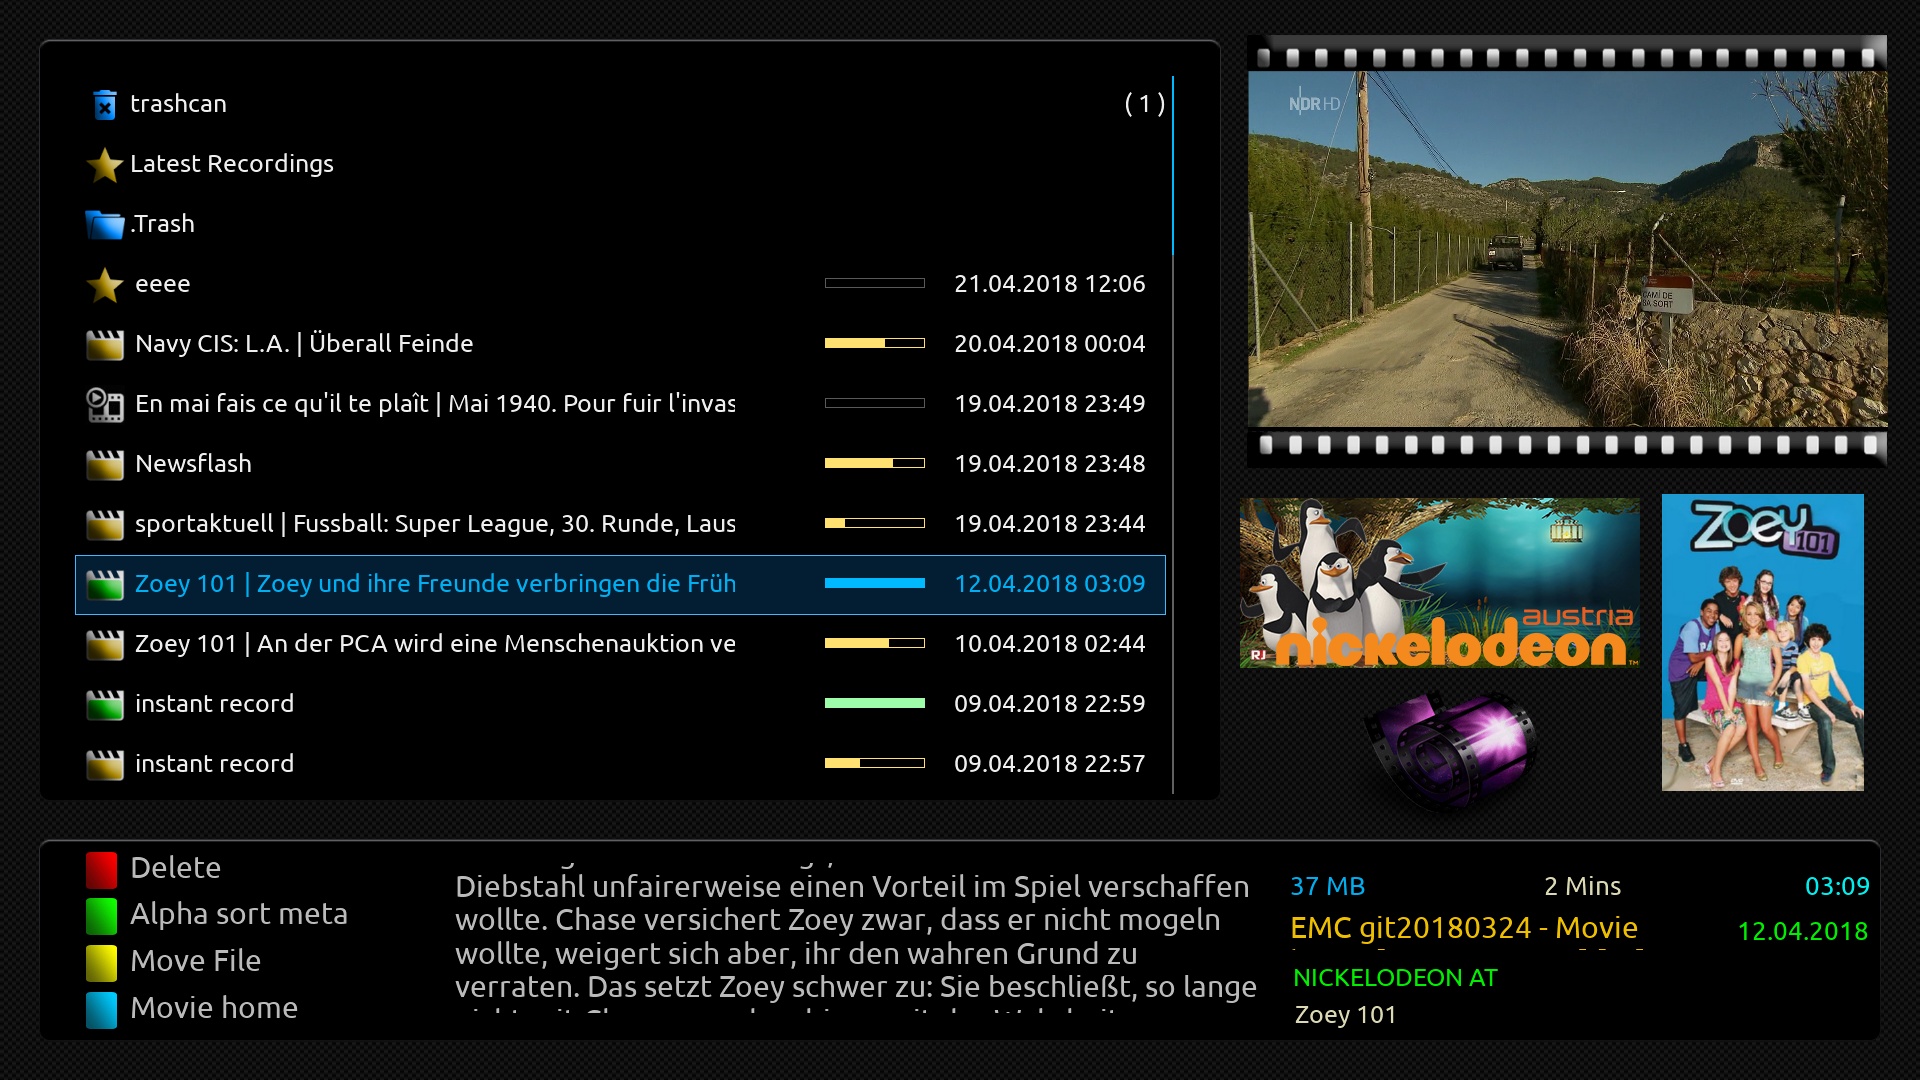 trashcan ( 1 )
Latest Recordings
.Trash
eeee 21.04.2018 12:06
Navy CIS: L.A. | Überall Feinde 20.04.2018 00:04
En mai fais ce qu'il te plaît | Mai 1940. Pour fuir l'invas 19.04.2018 23:49
Newsflash 19.04.2018 23:48
sportaktuell | Fussball: Super League, 30. Runde, Laus 19.04.2018 23:44
Zoey 101 | Zoey und ihre Freunde verbringen die Früh 12.04.2018 03:09
Zoey 101 | An der PCA wird eine Menschenauktion ve 10.04.2018 02:44
instant record 09.04.2018 22:59
instant record 09.04.2018 22:57
NDR HD
CAMÍ DE
SA SORT
austria
nickelodeon™
RJ
Zoey
101
Delete
Alpha sort meta
Move File
Movie home
Diebstahl unfairerweise einen Vorteil im Spiel verschaffen
wollte. Chase versichert Zoey zwar, dass er nicht mogeln
wollte, weigert sich aber, ihr den wahren Grund zu
verraten. Das setzt Zoey schwer zu: Sie beschließt, so lange
37 MB 2 Mins 03:09
EMC git20180324 - Movie 12.04.2018
NICKELODEON AT
Zoey 101